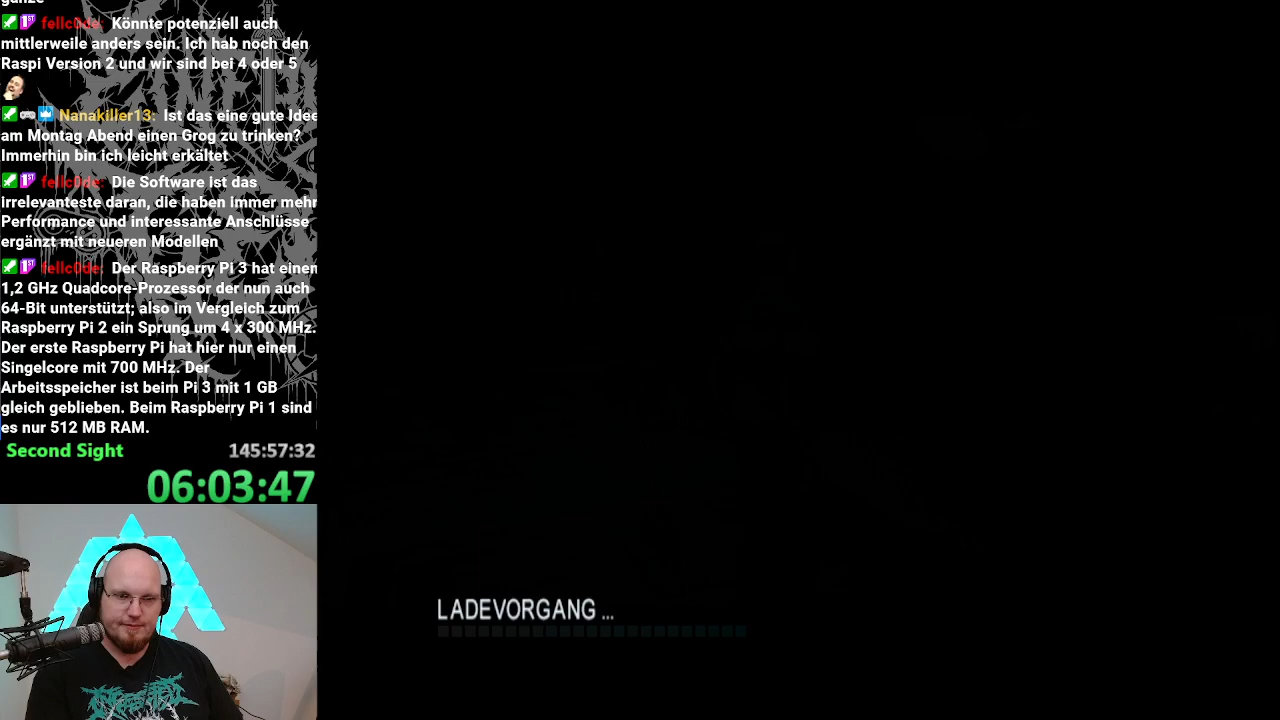 ganze
fellc0de: Könnte potenziell auch
mittlerweile anders sein. Ich hab noch den
Raspi Version 2 und wir sind bei 4 oder 5
Nanakiller13: Ist das eine gute Idee
am Montag Abend einen Grog zu trinken?
Immerhin bin ich leicht erkältet
fellc0de: Die Software ist das
irrelevanteste daran, die haben immer mehr
Performance und interessante Anschlüsse
ergänzt mit neueren Modellen
fellc0de: Der Raspberry Pi 3 hat einen
1,2 GHz Quadcore-Prozessor der nun auch
64-Bit unterstützt; also im Vergleich zum
Raspberry Pi 2 ein Sprung um 4 x 300 MHz.
Der erste Raspberry Pi hat hier nur einen
Singelcore mit 700 MHz. Der
Arbeitsspeicher ist beim Pi 3 mit 1 GB
gleich geblieben. Beim Raspberry Pi 1 sind
es nur 512 MB RAM.
Second Sight 145:57:32
06:03:47
LADEVORGANG ...